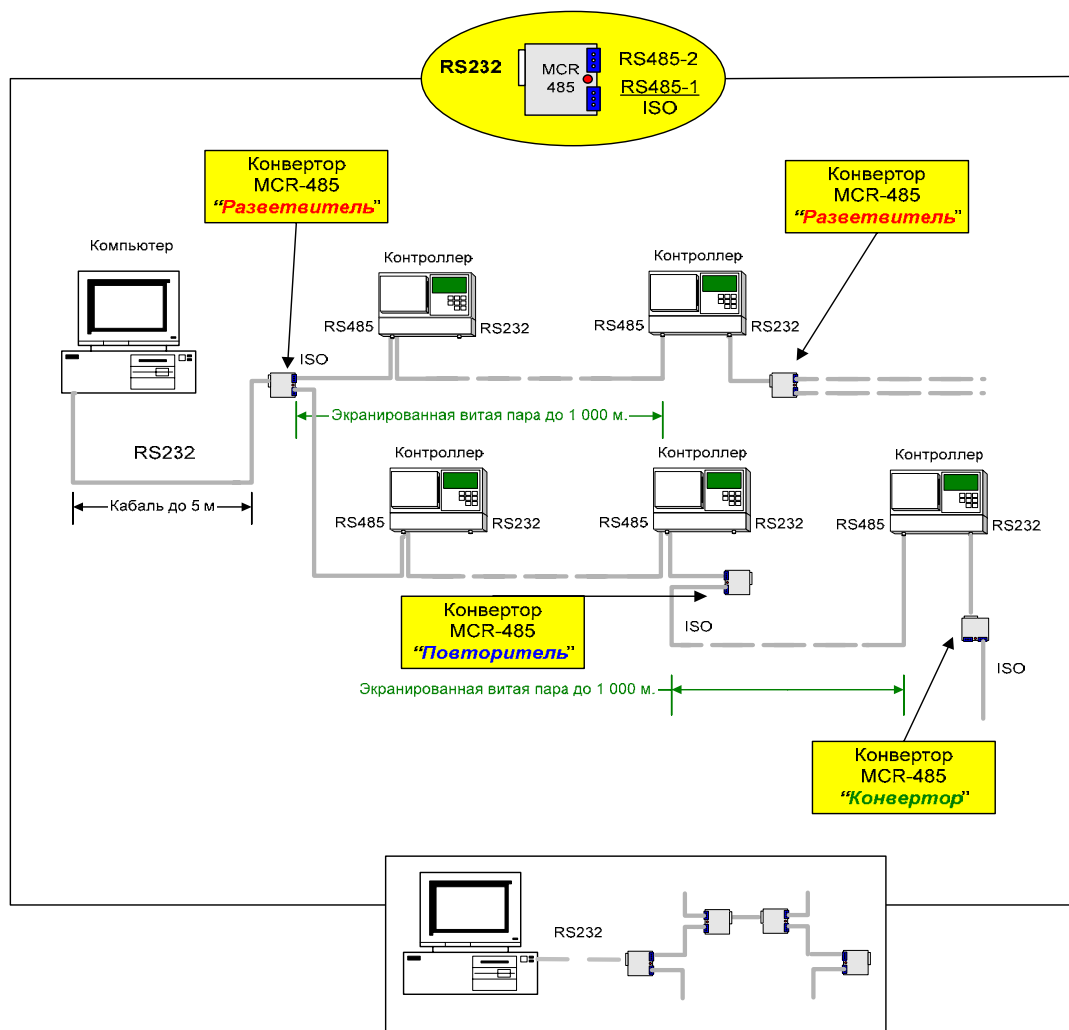 RS232
MCR
485
RS485-2
RS485-1
ISO
Конвертор
MCR-485
“Разветвитель”
Конвертор
MCR-485
“Разветвитель”
Компьютер
Контроллер
Контроллер
RS485
RS232
RS485
RS232
ISO
Экранированная витая пара до 1 000 м.
RS232
Кабаль до 5 м
Контроллер
Контроллер
Контроллер
RS485
RS232
RS485
RS232
RS485
RS232
Конвертор
MCR-485
“Повторитель”
ISO
ISO
Экранированная витая пара до 1 000 м.
Конвертор
MCR-485
“Конвертор”
RS232